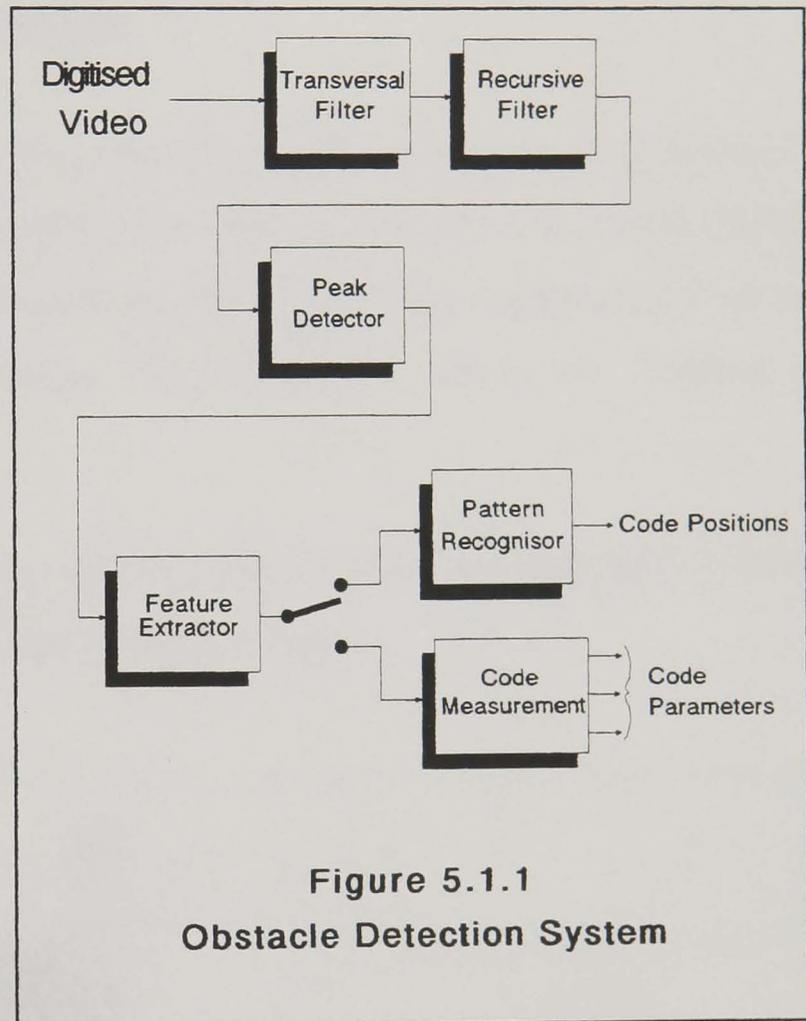 Digitised
Video
Transversal
Filter
Recursive
Filter
Peak
Detector
Feature
Extractor
Pattern
Recognisor
Code Positions
Code
Measurement
Code
Parameters
Figure 5.1.1
Obstacle Detection System